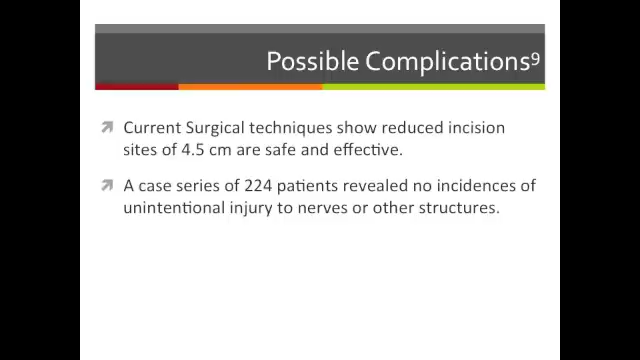 Possible Complications⁹
Current Surgical techniques show reduced incision
sites of 4.5 cm are safe and effective.
A case series of 224 patients revealed no incidences of
unintentional injury to nerves or other structures.